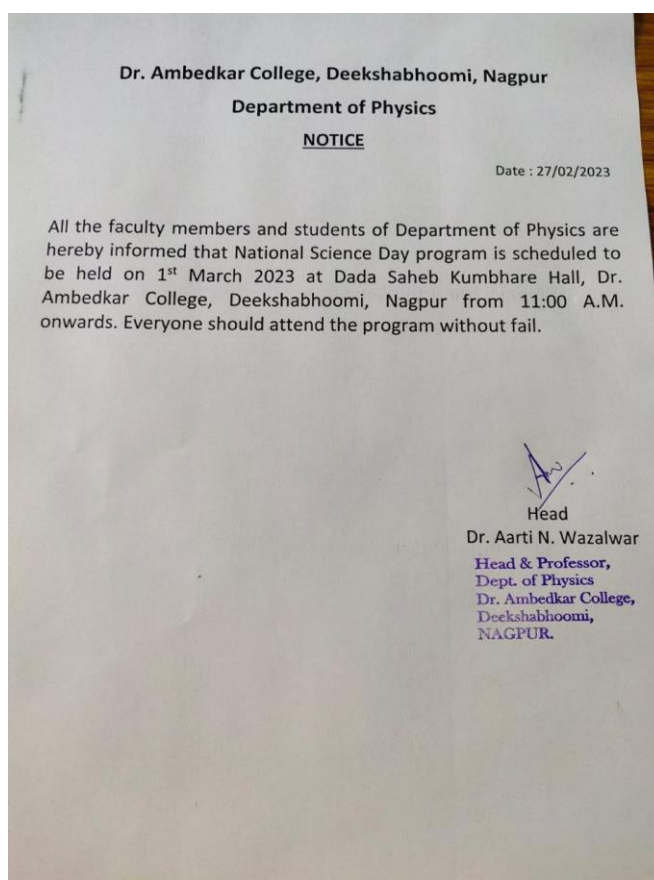 Dr. Ambedkar College, Deekshabhoomi, Nagpur
Department of Physics
NOTICE
Date : 27/02/2023
All the faculty members and students of Department of Physics are
hereby informed that National Science Day program is scheduled to
be held on 1st March 2023 at Dada Saheb Kumbhare Hall, Dr.
Ambedkar College, Deekshabhoomi, Nagpur from 11:00 A.M.
onwards. Everyone should attend the program without fail.
Head
Dr. Aarti N. Wazalwar
Head & Professor,
Dept. of Physics
Dr. Ambedkar College,
Deekshabhoomi,
NAGPUR.